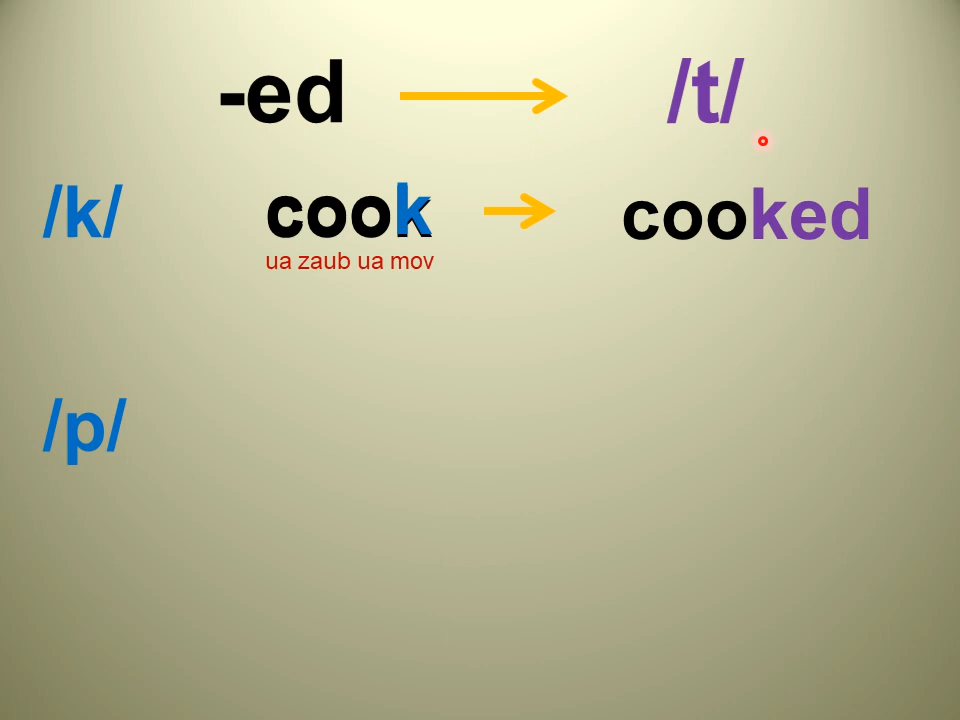 -ed /t/
/k/ cook cooked
ua zaub ua mov
/p/